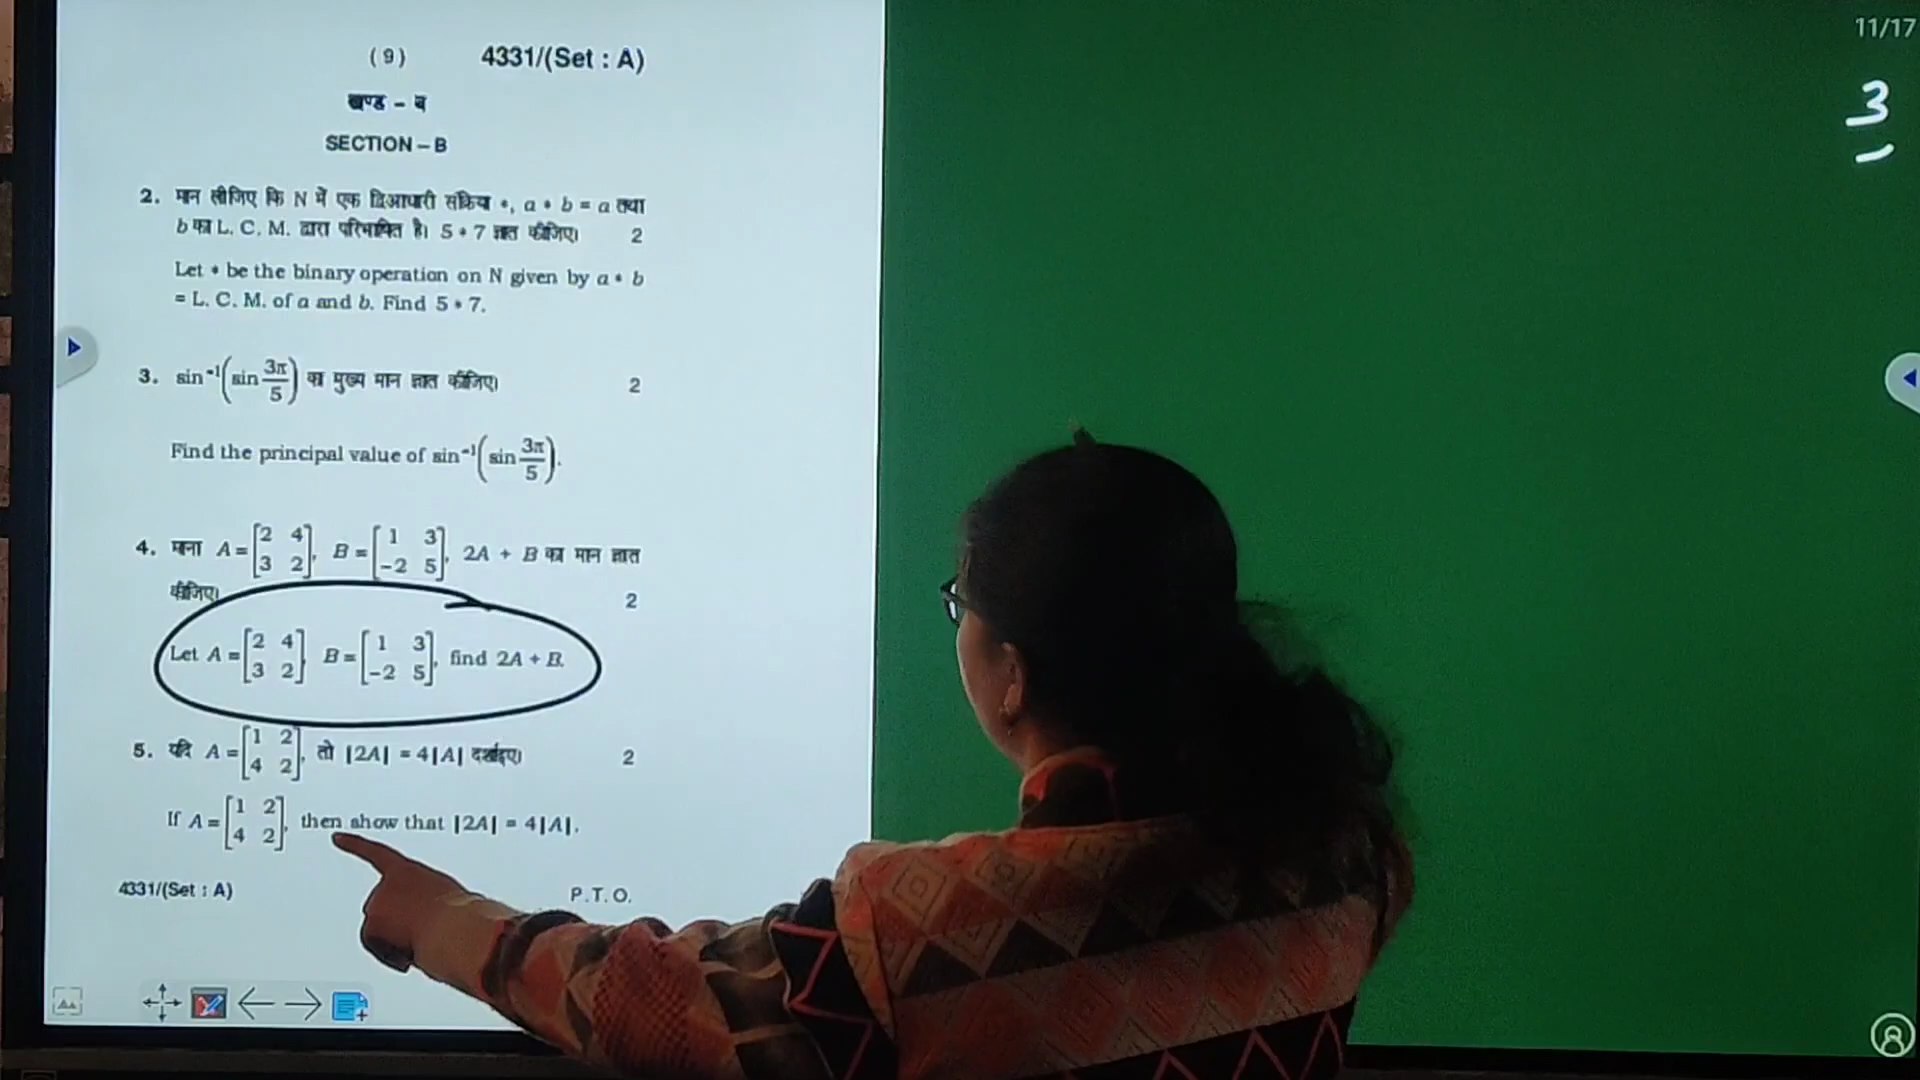 11/17
3
( 9 ) 4331/(Set : A)
खण्ड – ब
SECTION – B
2. मान लीजिए कि N में एक द्विआधारी संक्रिया *, a * b = a तथा
b का L. C. M. द्वारा परिभाषित है। 5 * 7 ज्ञात कीजिए। 2
Let * be the binary operation on N given by a * b
= L. C. M. of a and b. Find 5 * 7.
3. sin⁻¹(sin 3π/5) का मुख्य मान ज्ञात कीजिए। 2
Find the principal value of sin⁻¹(sin 3π/5).
4. माना A = [2 4; 3 2], B = [1 3; -2 5], 2A + B का मान ज्ञात
कीजिए। 2
Let A = [2 4; 3 2], B = [1 3; -2 5], find 2A + B.
5. यदि A = [1 2; 4 2], तो |2A| = 4|A| दर्शाइए। 2
If A = [1 2; 4 2], then show that |2A| = 4|A|.
4331/(Set : A) P. T. O.